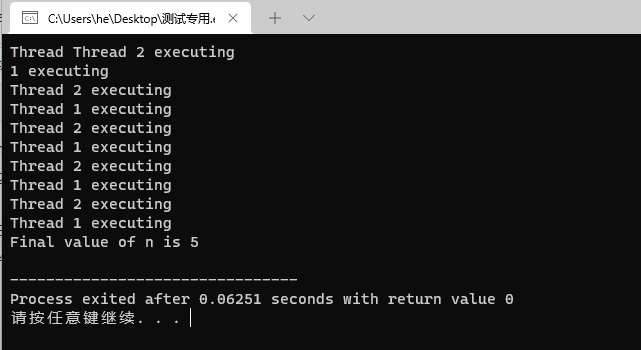 C:\Users\he\Desktop\测试专用.e
Thread Thread 2 executing
1 executing
Thread 2 executing
Thread 1 executing
Thread 2 executing
Thread 1 executing
Thread 2 executing
Thread 1 executing
Thread 2 executing
Thread 1 executing
Final value of n is 5
--------------------------------
Process exited after 0.06251 seconds with return value 0
请按任意键继续. . .